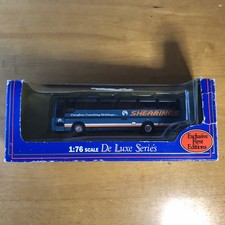 SHEARINGS
1:76 SCALE De Luxe Series
Exclusive
First
Editions